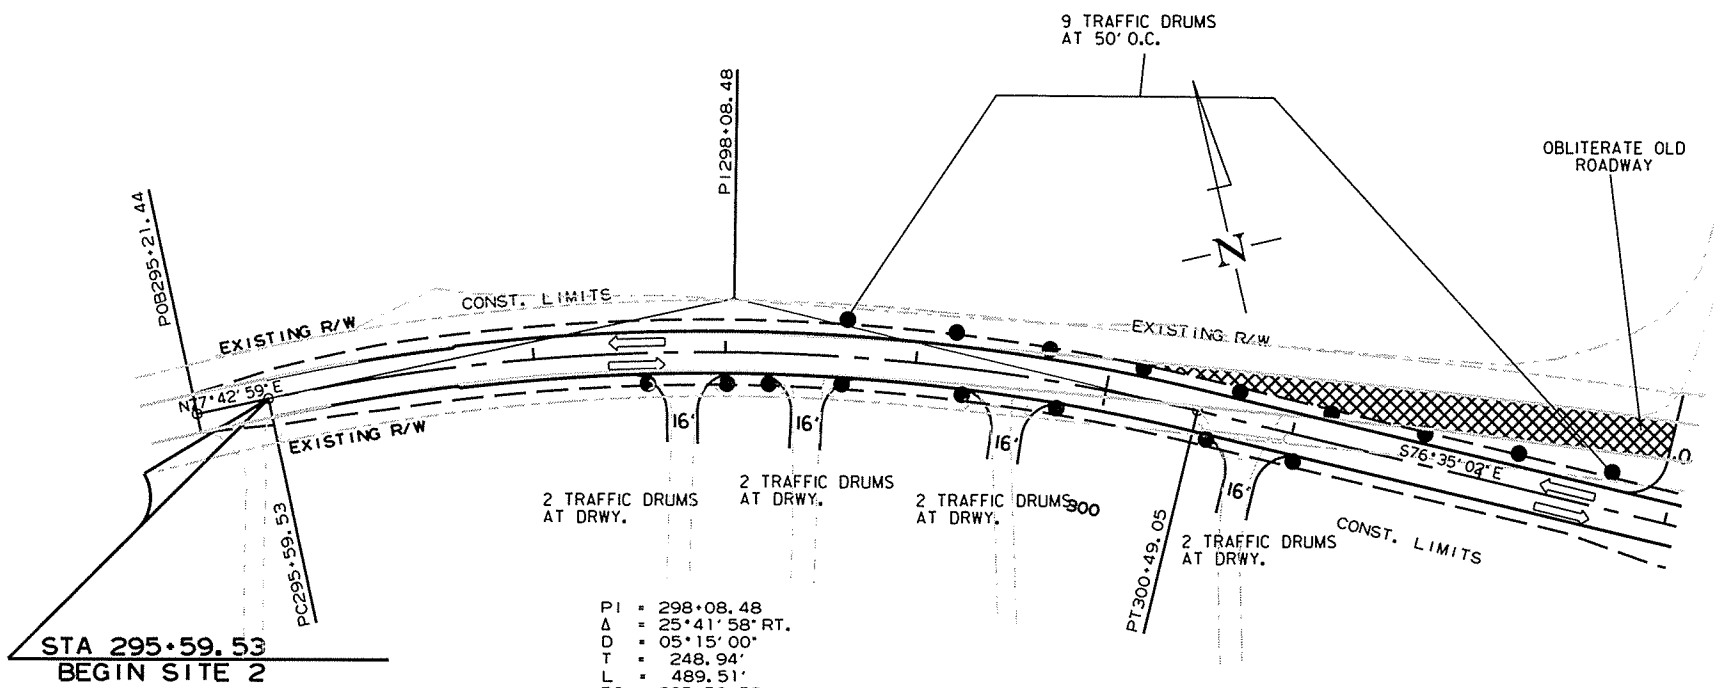 9 TRAFFIC DRUMS
AT 50' O.C.
OBLITERATE OLD
ROADWAY
PI298+08.48
POB295+21.44
CONST. LIMITS
EXISTING R/W
EXISTING R/W
N77°42'59"E
EXISTING R/W
N
16'
16'
16'
16'
S76°35'02"E
2 TRAFFIC DRUMS
AT DRWY.
2 TRAFFIC DRUMS
AT DRWY.
2 TRAFFIC DRUMS
AT DRWY.
300
2 TRAFFIC DRUMS
AT DRWY.
CONST. LIMITS
PC295+59.53
PT300+49.05
STA 295+59.53
BEGIN SITE 2
PI = 298+08.48
Δ = 25°41'58" RT.
D = 05°15'00"
T = 248.94'
L = 489.51'